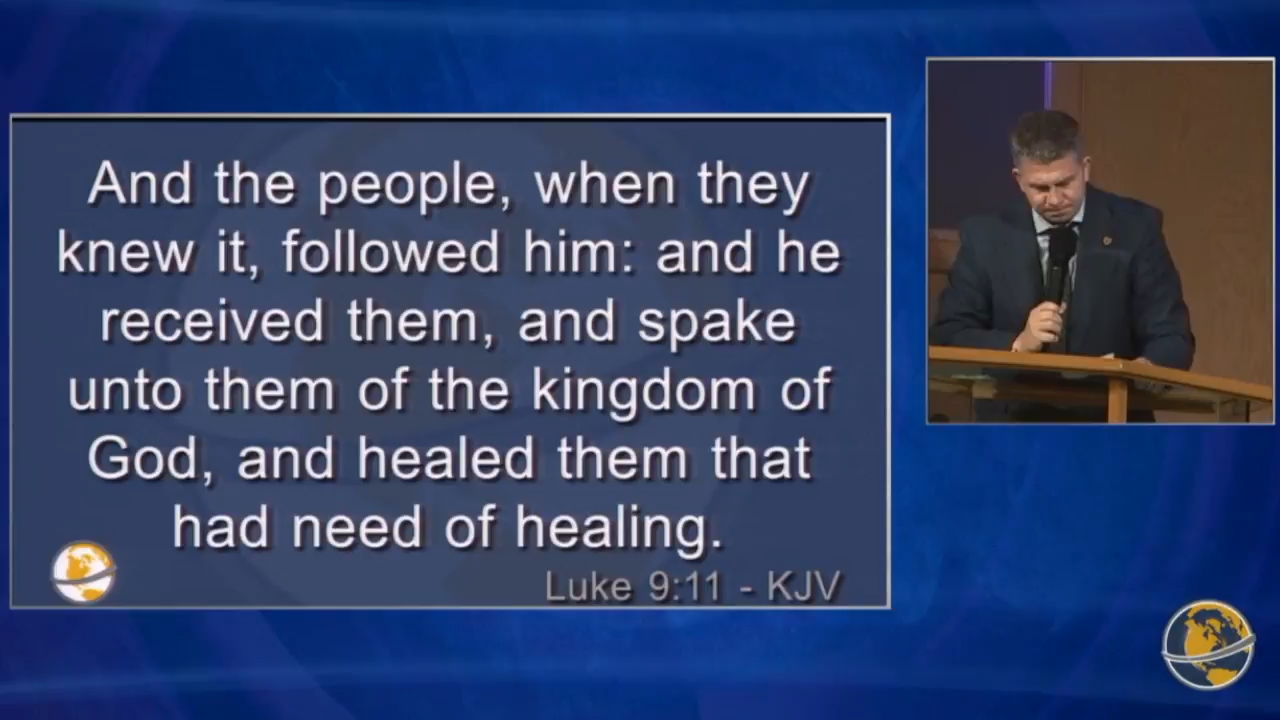 And the people, when they
knew it, followed him: and he
received them, and spake
unto them of the kingdom of
God, and healed them that
had need of healing.
Luke 9:11 - KJV